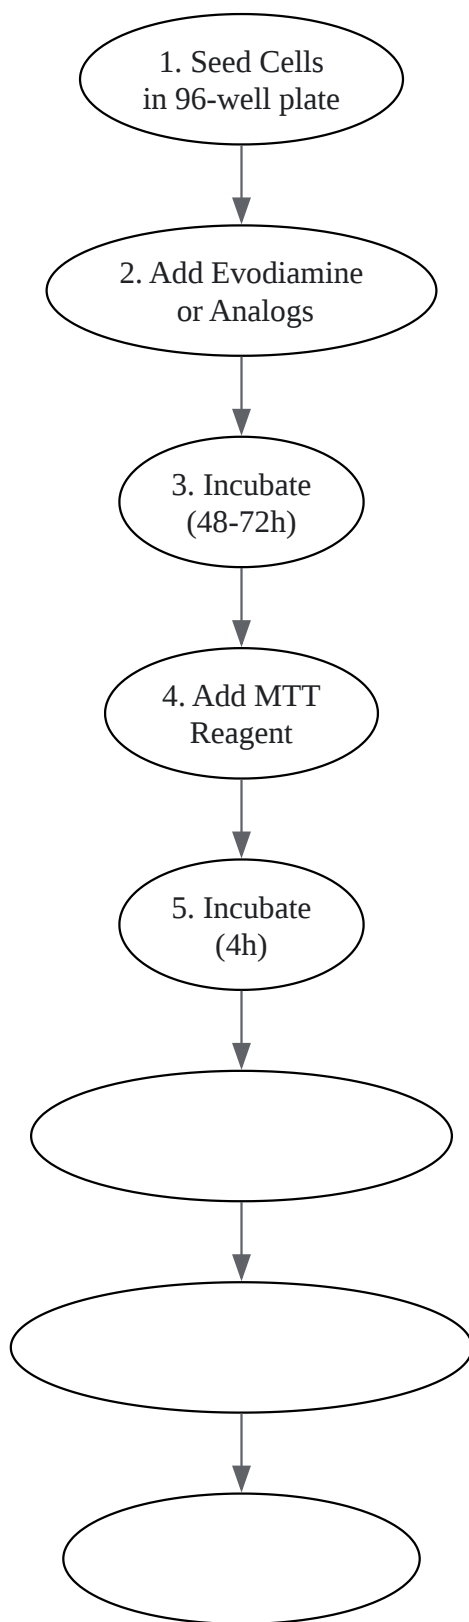 1. Seed Cells
in 96-well plate
2. Add Evodiamine
or Analogs
3. Incubate
(48-72h)
4. Add MTT
Reagent
5. Incubate
(4h)